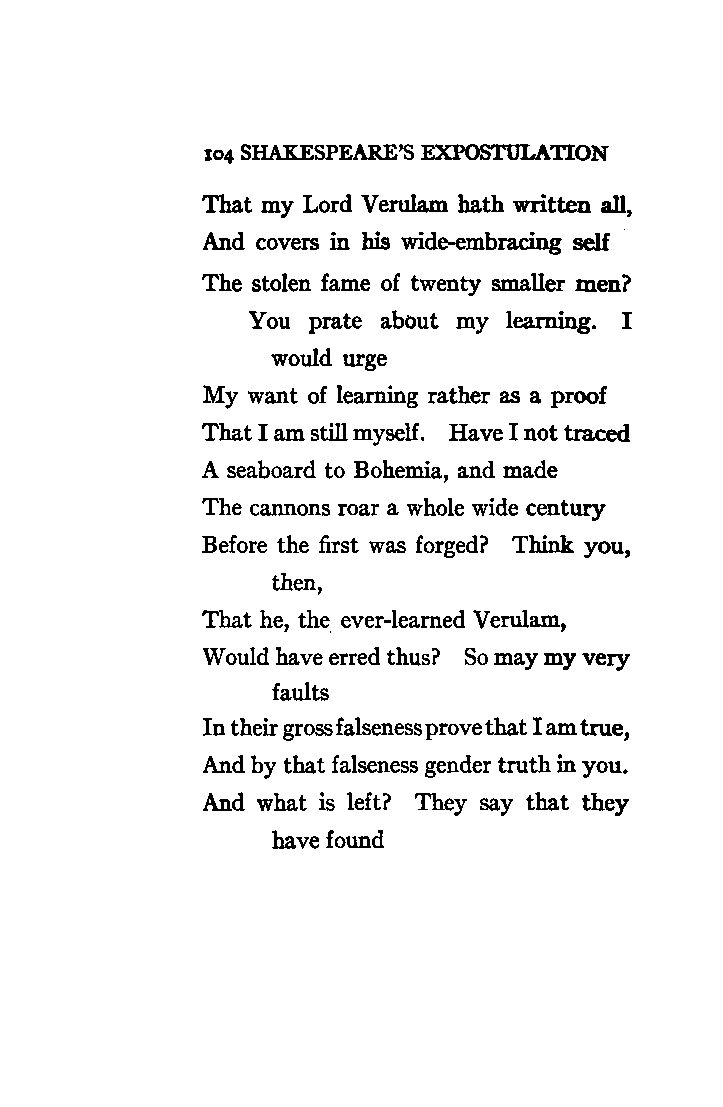 104 SHAKESPEARE'S EXPOSTULATION
That my Lord Verulam hath written all,
And covers in his wide-embracing self
The stolen fame of twenty smaller men?
You prate about my learning. I
would urge
My want of learning rather as a proof
That I am still myself. Have I not traced
A seaboard to Bohemia, and made
The cannons roar a whole wide century
Before the first was forged? Think you,
then,
That he, the ever-learned Verulam,
Would have erred thus? So may my very
faults
In their gross falseness prove that I am true,
And by that falseness gender truth in you.
And what is left? They say that they
have found